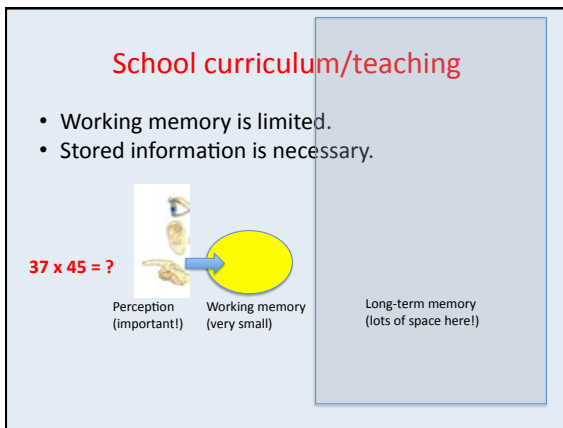 School curriculum/teaching
• Working memory is limited.
• Stored information is necessary.
37 x 45 = ?
Perception
(important!)
Working memory
(very small)
Long-term memory
(lots of space here!)